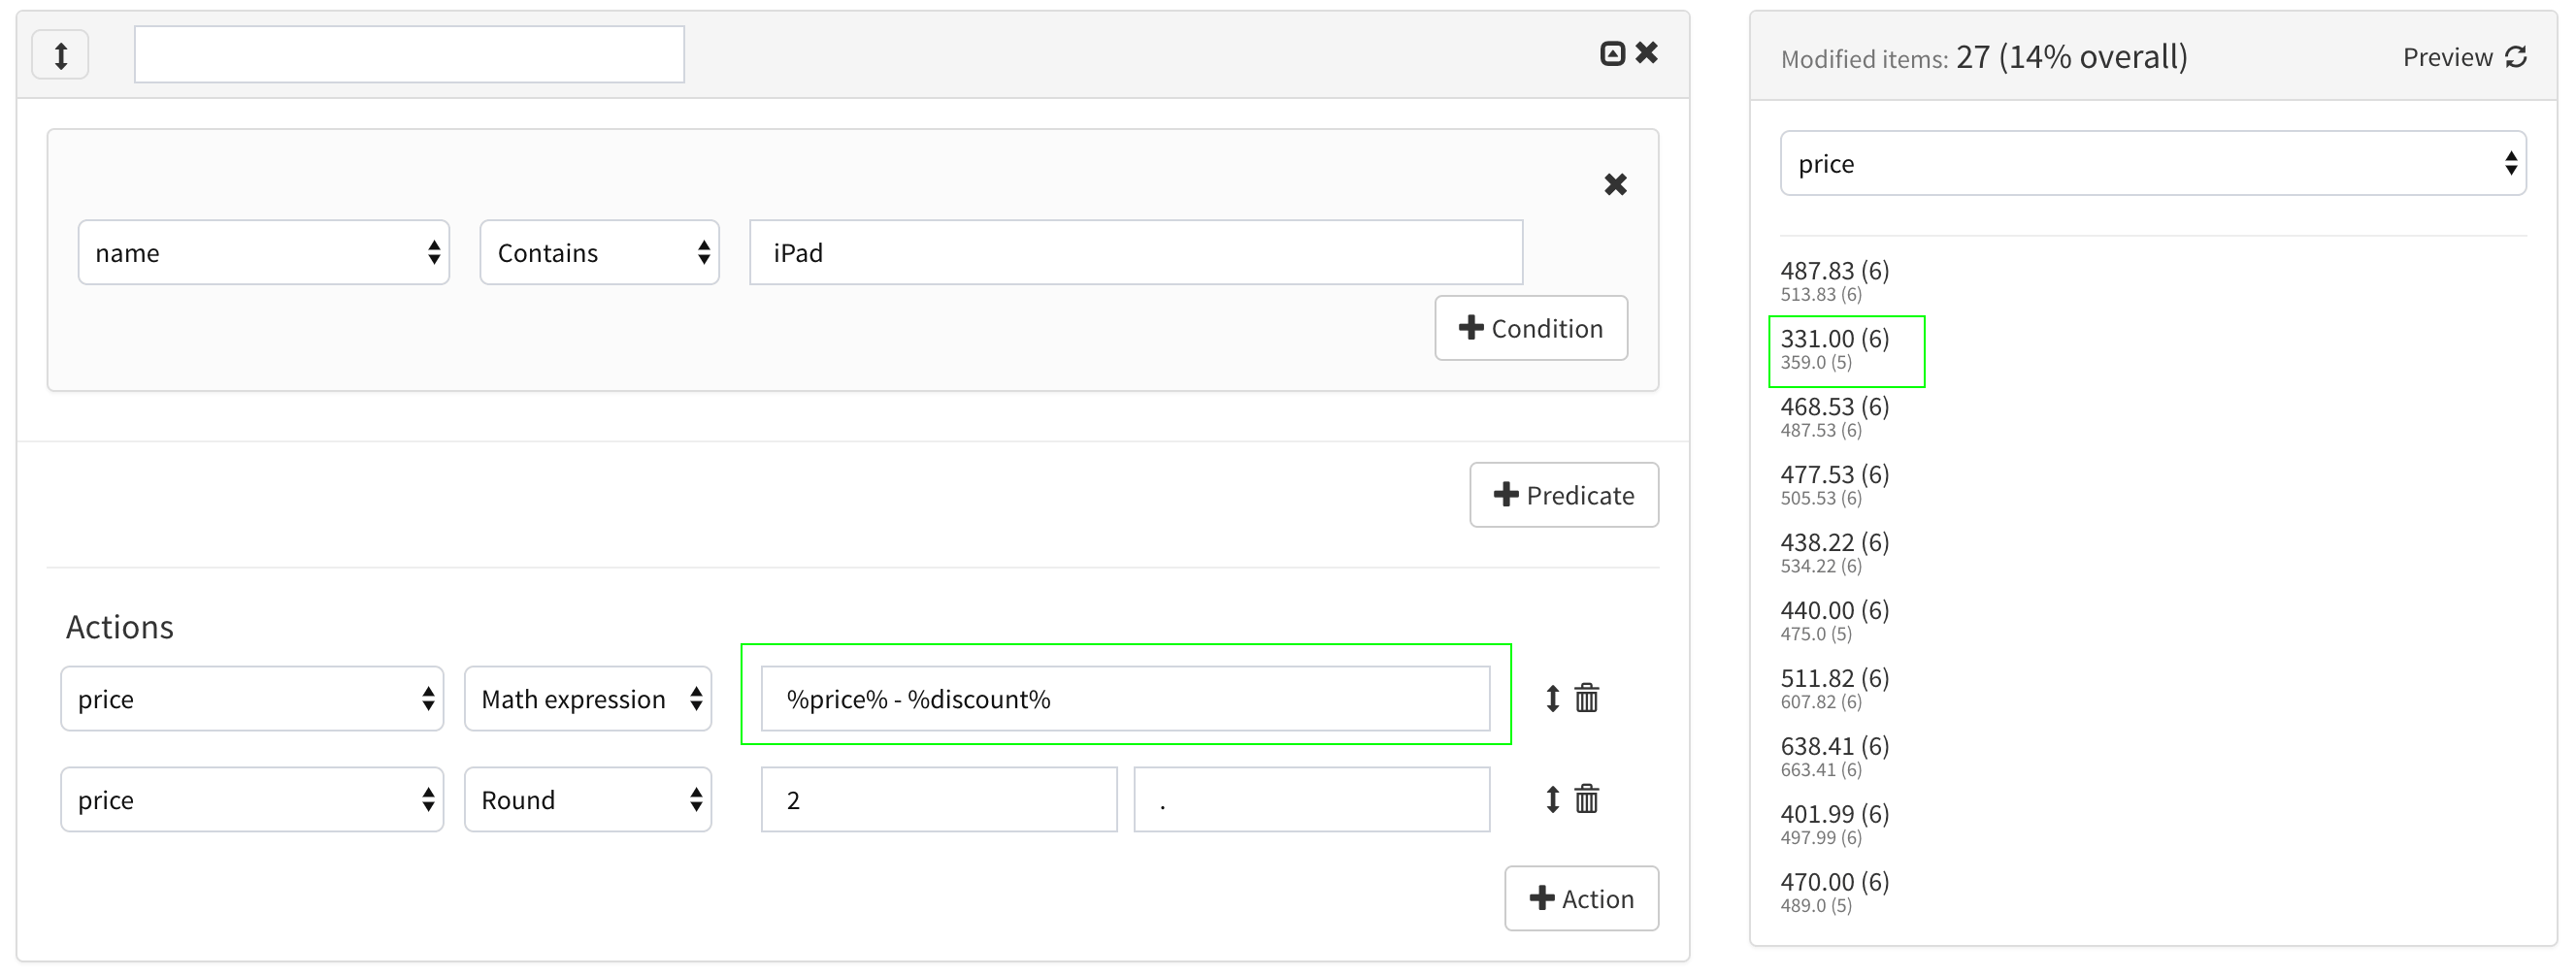 name
Contains
iPad
Condition
Predicate
Actions
price
Math expression
%price% - %discount%
price
Round
2
.
Action
Modified items: 27 (14% overall)
Preview
price
487.83 (6)
513.83 (6)
331.00 (6)
359.0 (5)
468.53 (6)
487.53 (6)
477.53 (6)
505.53 (6)
438.22 (6)
534.22 (6)
440.00 (6)
475.0 (5)
511.82 (6)
607.82 (6)
638.41 (6)
663.41 (6)
401.99 (6)
497.99 (6)
470.00 (6)
489.0 (5)